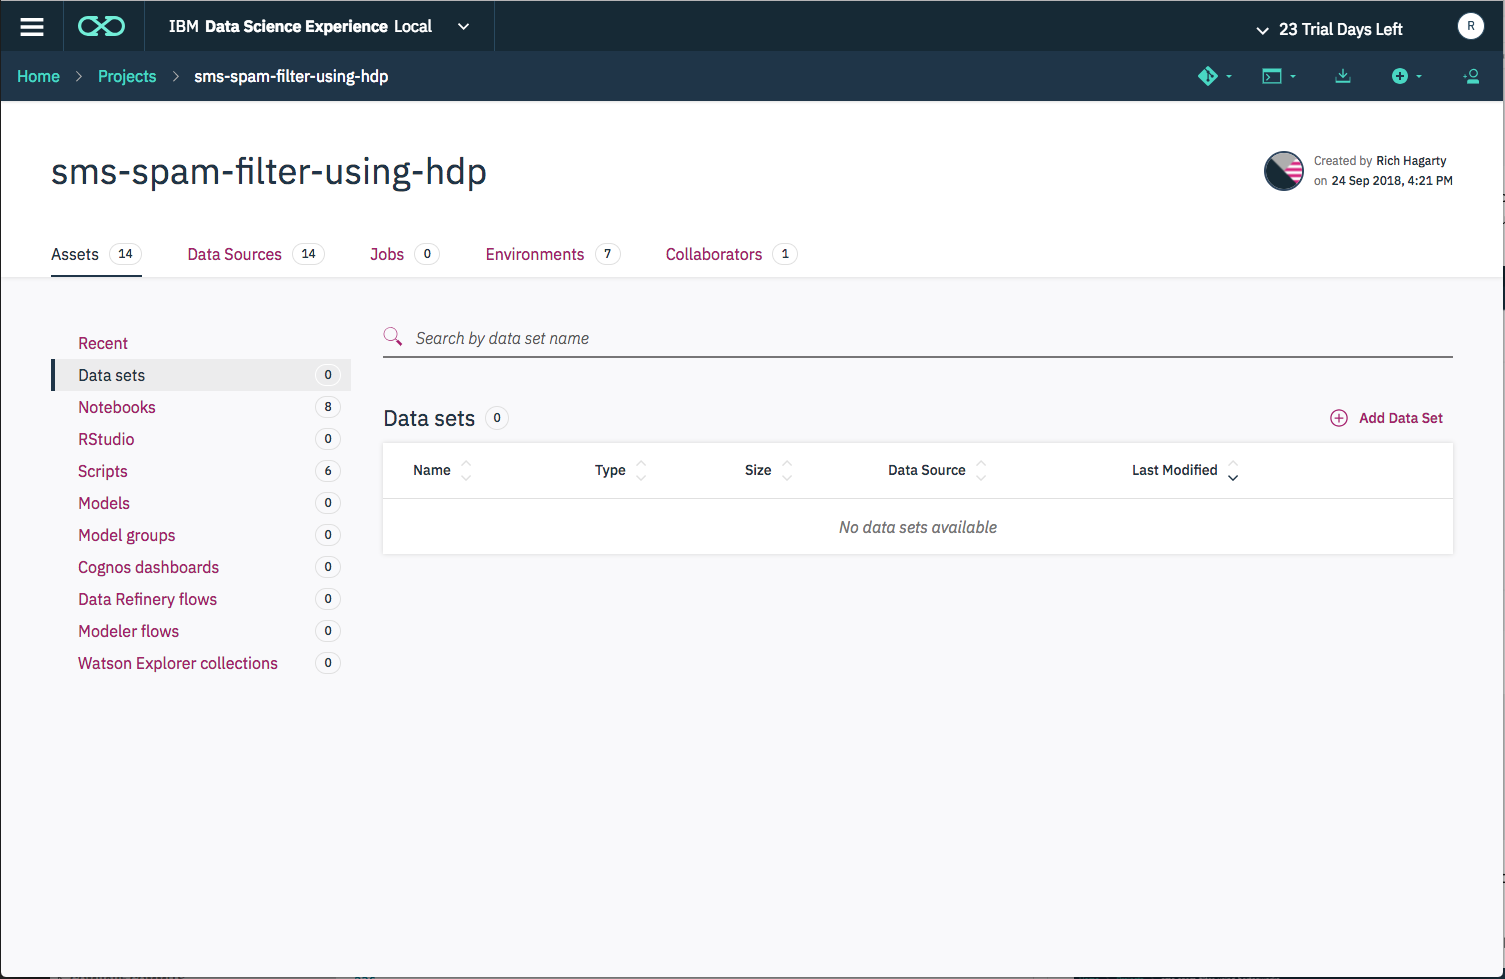 IBM Data Science Experience Local
23 Trial Days Left
R
Home > Projects > sms-spam-filter-using-hdp
sms-spam-filter-using-hdp
Created by Rich Hagarty
on 24 Sep 2018, 4:21 PM
Assets 14 Data Sources 14 Jobs 0 Environments 7 Collaborators 1
Recent
Data sets 0
Notebooks 8
RStudio 0
Scripts 6
Models 0
Model groups 0
Cognos dashboards 0
Data Refinery flows 0
Modeler flows 0
Watson Explorer collections 0
Search by data set name
Data sets 0
Add Data Set
Name Type Size Data Source Last Modified
No data sets available